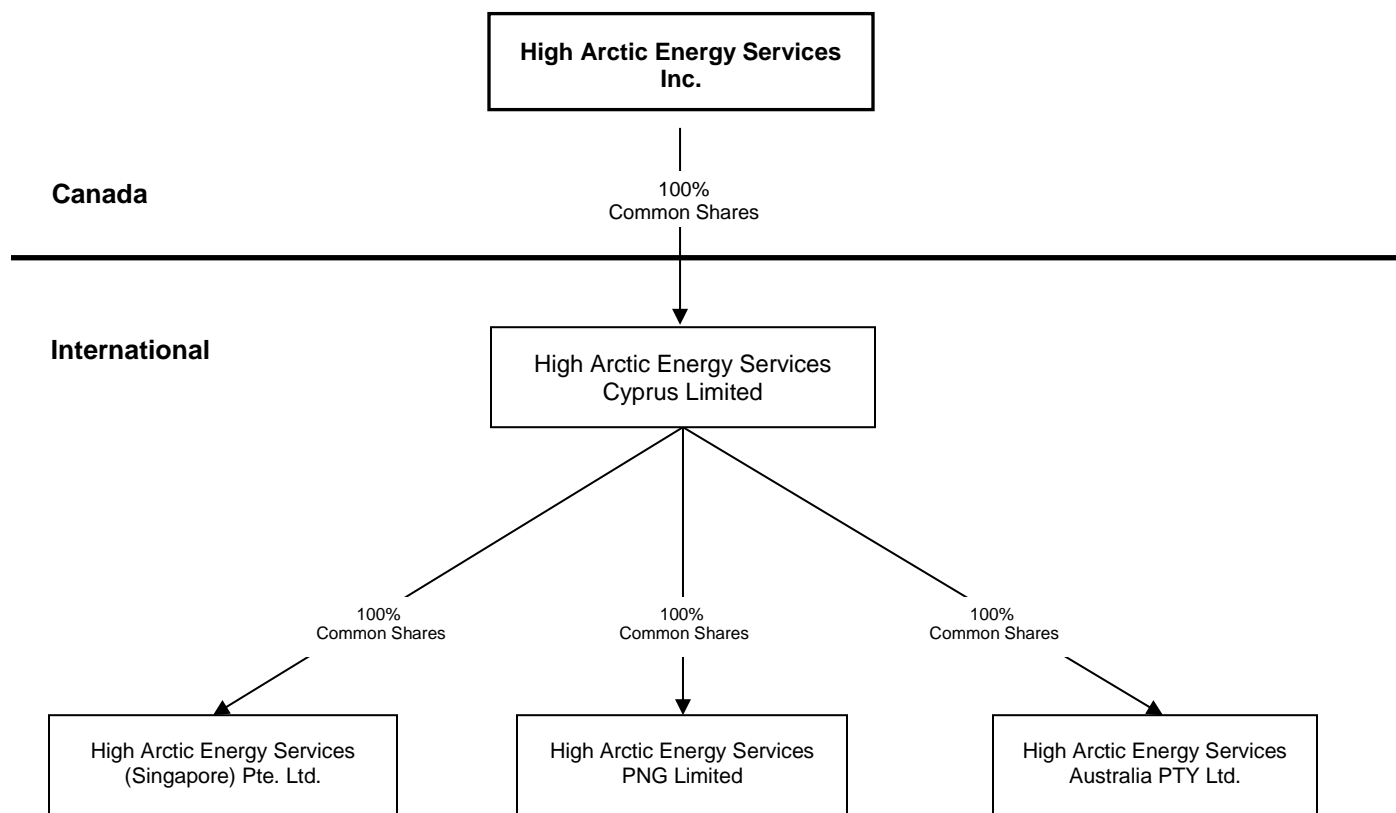 High Arctic Energy Services
Inc.
Canada
100%
Common Shares
International
High Arctic Energy Services
Cyprus Limited
100%
Common Shares
100%
Common Shares
100%
Common Shares
High Arctic Energy Services
(Singapore) Pte. Ltd.
High Arctic Energy Services
PNG Limited
High Arctic Energy Services
Australia PTY Ltd.